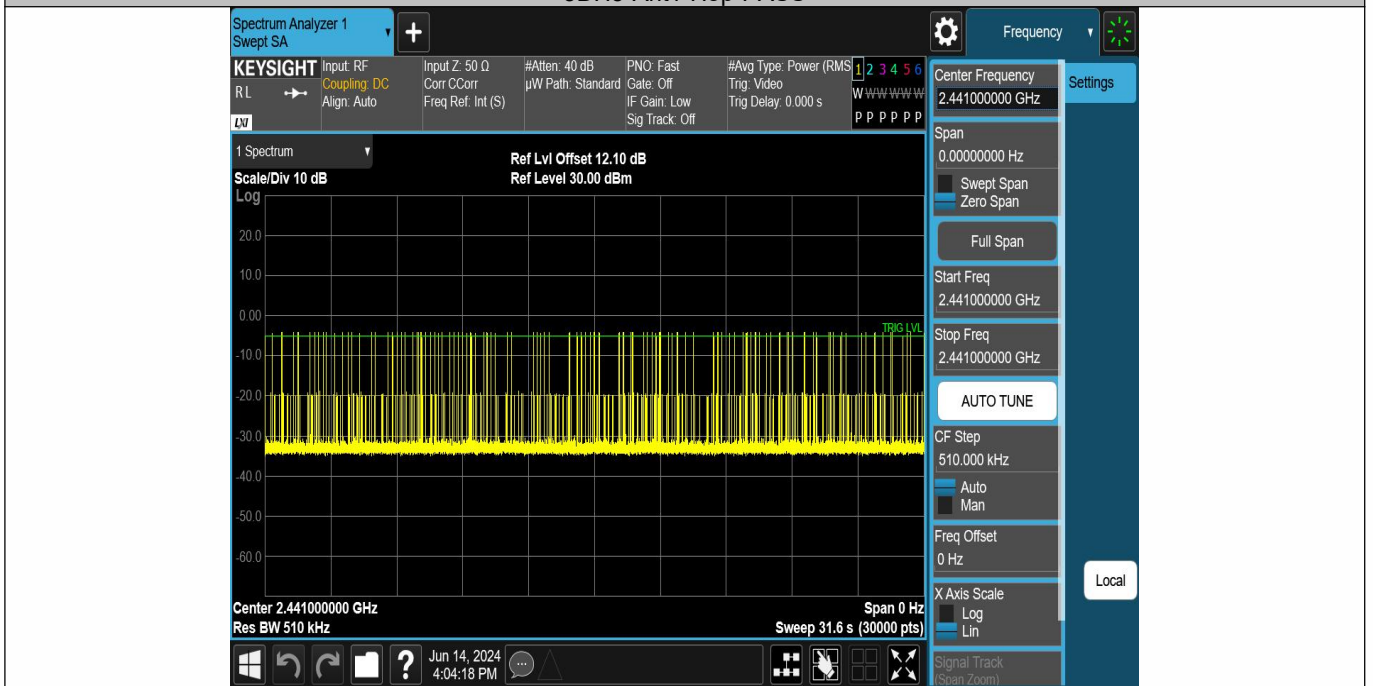 Spectrum Analyzer 1
Swept SA
+
Frequency
KEYSIGHT
RL
LXI
Input: RF
Coupling: DC
Align: Auto
Input Z: 50 Ω
Corr CCorr
Freq Ref: Int (S)
#Atten: 40 dB
µW Path: Standard
PNO: Fast
Gate: Off
IF Gain: Low
Sig Track: Off
#Avg Type: Power (RMS
Trig: Video
Trig Delay: 0.000 s
1 2 3 4 5 6
W W W W W W
P P P P P P
1 Spectrum
Scale/Div 10 dB
Ref Lvl Offset 12.10 dB
Ref Level 30.00 dBm
Log
20.0
10.0
0.00
TRIG LVL
-10.0
-20.0
-30.0
-40.0
-50.0
-60.0
Center 2.441000000 GHz
Res BW 510 kHz
Span 0 Hz
Sweep 31.6 s (30000 pts)
Center Frequency
2.441000000 GHz
Settings
Span
0.00000000 Hz
Swept Span
Zero Span
Full Span
Start Freq
2.441000000 GHz
Stop Freq
2.441000000 GHz
AUTO TUNE
CF Step
510.000 kHz
Auto
Man
Freq Offset
0 Hz
X Axis Scale
Log
Lin
Local
Signal Track
(Span Zoom)
?
Jun 14, 2024
4:04:18 PM